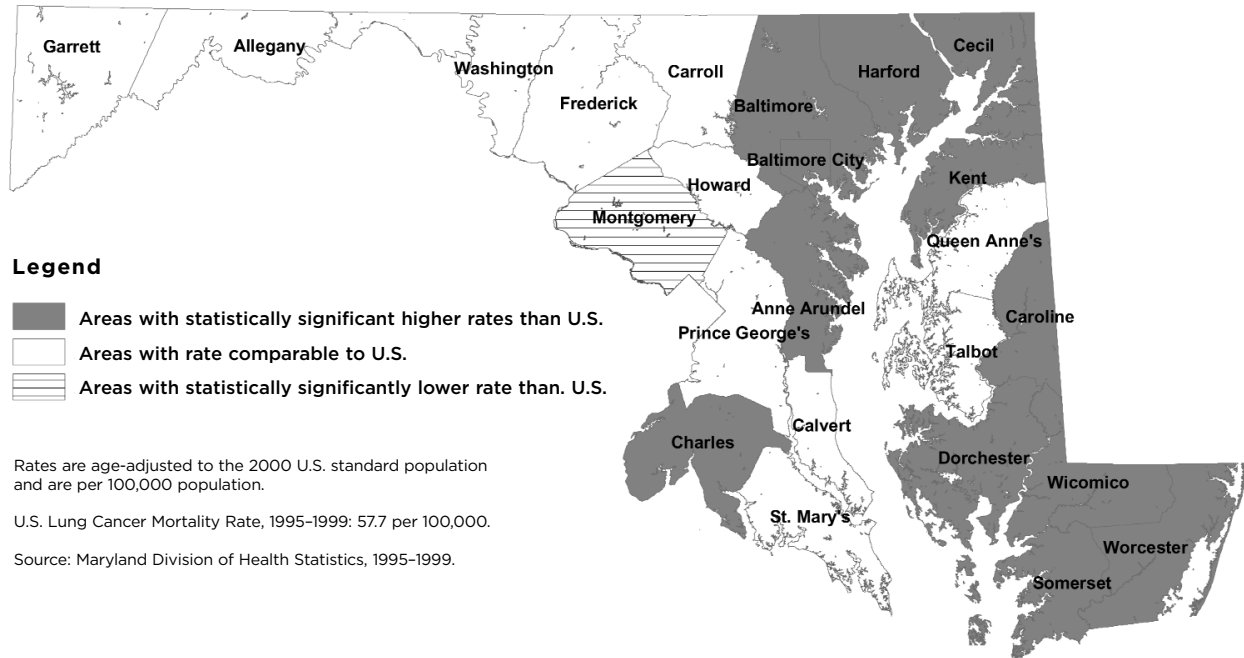 Garrett
Allegany
Washington
Frederick
Carroll
Baltimore
Harford
Cecil
Baltimore City
Howard
Kent
Montgomery
Queen Anne's
Anne Arundel
Prince George's
Caroline
Talbot
Calvert
Charles
Dorchester
Wicomico
St. Mary's
Worcester
Somerset
Legend
Areas with statistically significant higher rates than U.S.
Areas with rate comparable to U.S.
Areas with statistically significantly lower rate than. U.S.
Rates are age-adjusted to the 2000 U.S. standard population
and are per 100,000 population.
U.S. Lung Cancer Mortality Rate, 1995–1999: 57.7 per 100,000.
Source: Maryland Division of Health Statistics, 1995–1999.